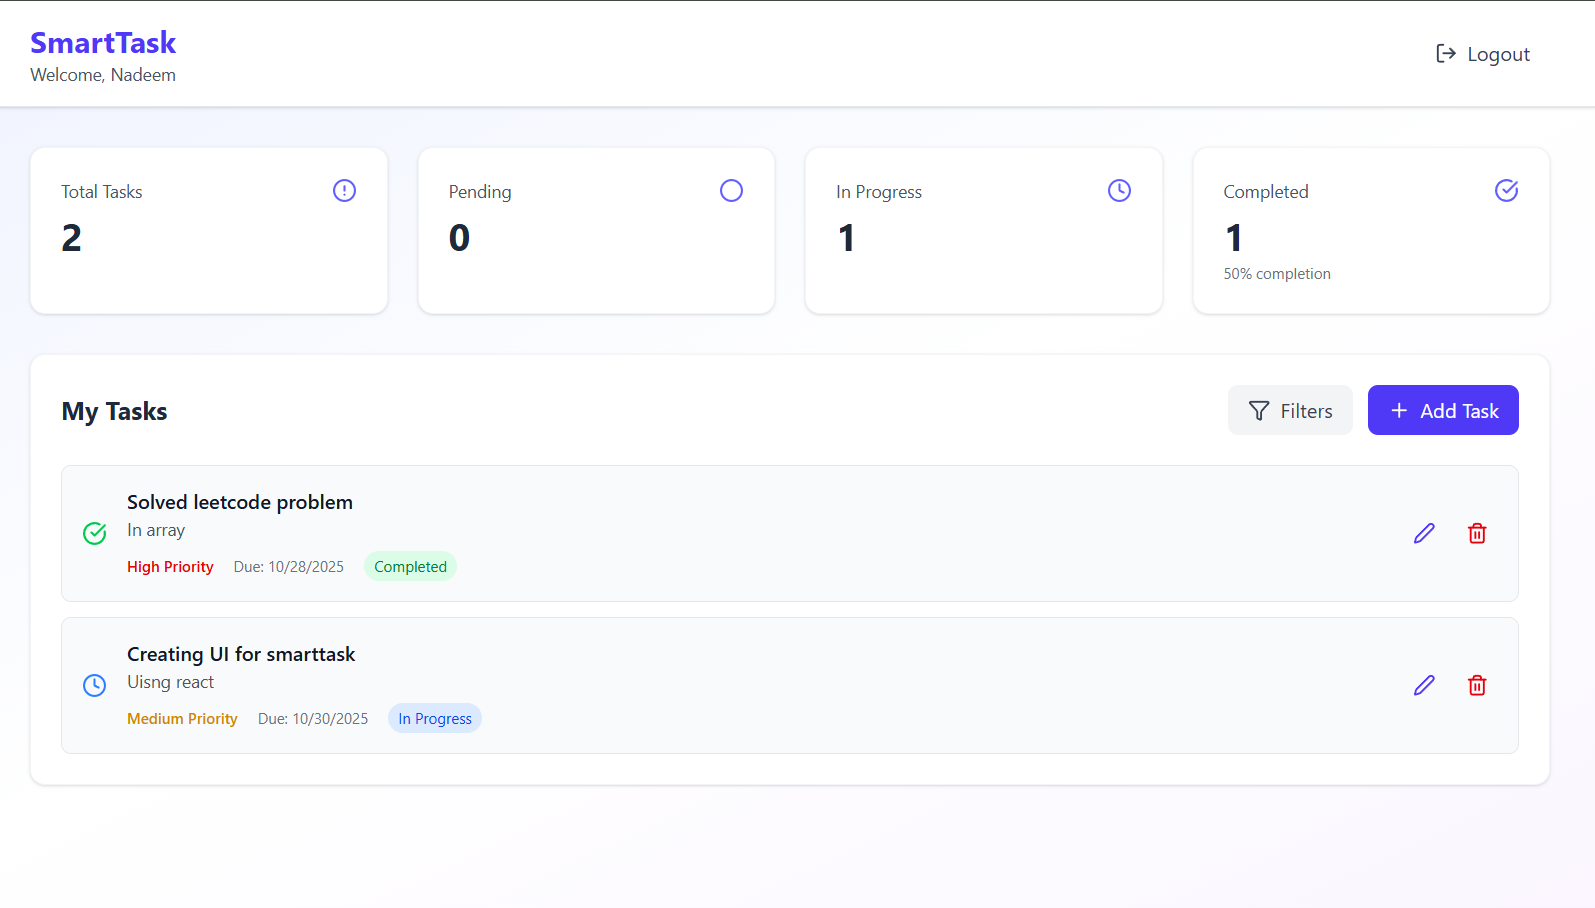 SmartTask
Welcome, Nadeem
Logout
Total Tasks
2
Pending
0
In Progress
1
Completed
1
50% completion
My Tasks
Filters
Add Task
Solved leetcode problem
In array
High Priority Due: 10/28/2025 Completed
Creating UI for smarttask
Uisng react
Medium Priority Due: 10/30/2025 In Progress